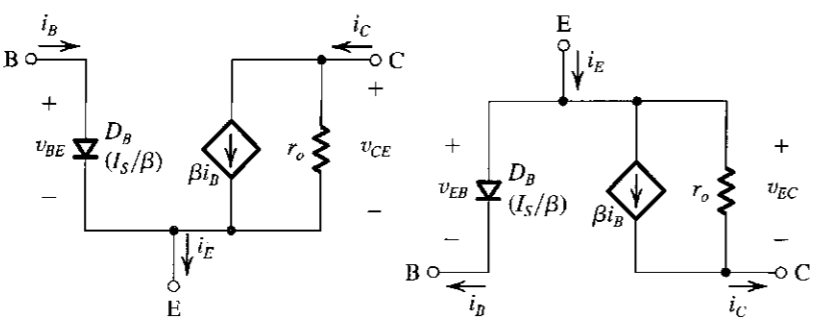 i_B
i_C
B
C
+
+
v_BE
D_B
(I_S/β)
βi_B
r_o
v_CE
−
−
i_E
E
E
i_E
+
+
v_EB
D_B
(I_S/β)
βi_B
r_o
v_EC
−
−
B
C
i_B
i_C